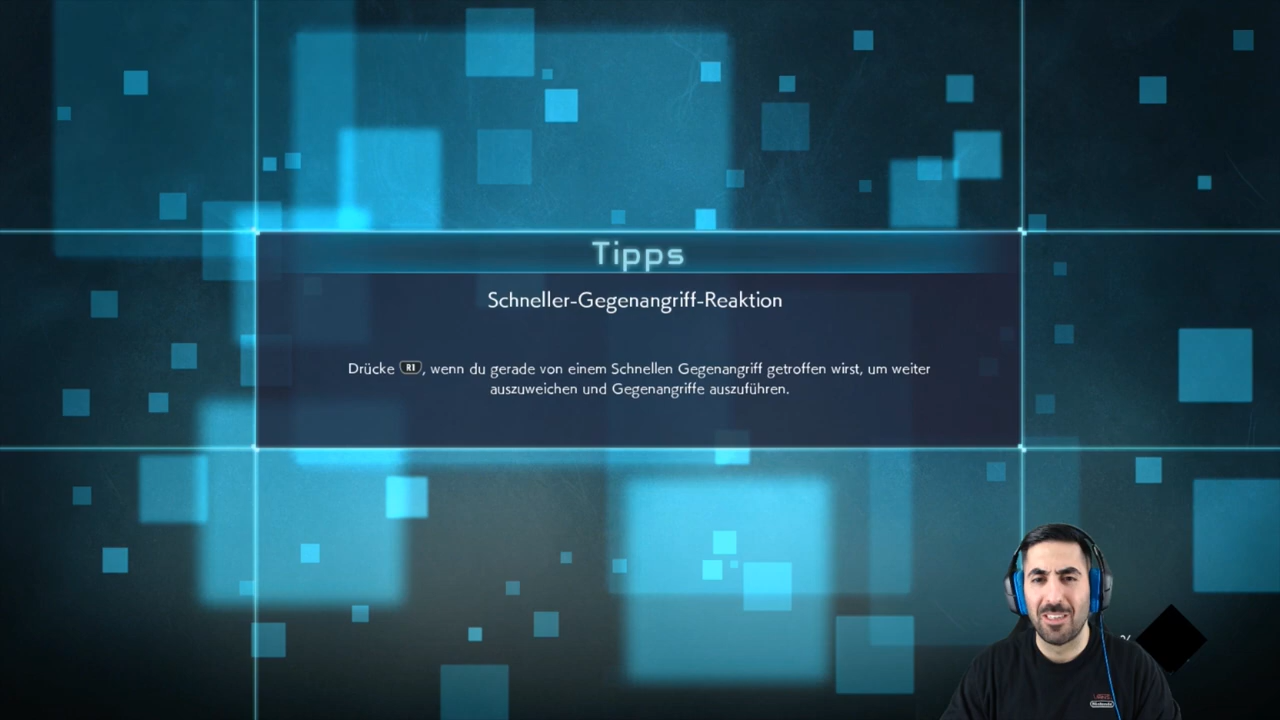 Tipps
Schneller-Gegenangriff-Reaktion
Drücke R1, wenn du gerade von einem Schnellen Gegenangriff getroffen wirst, um weiter
auszuweichen und Gegenangriffe auszuführen.
%
Nintendo